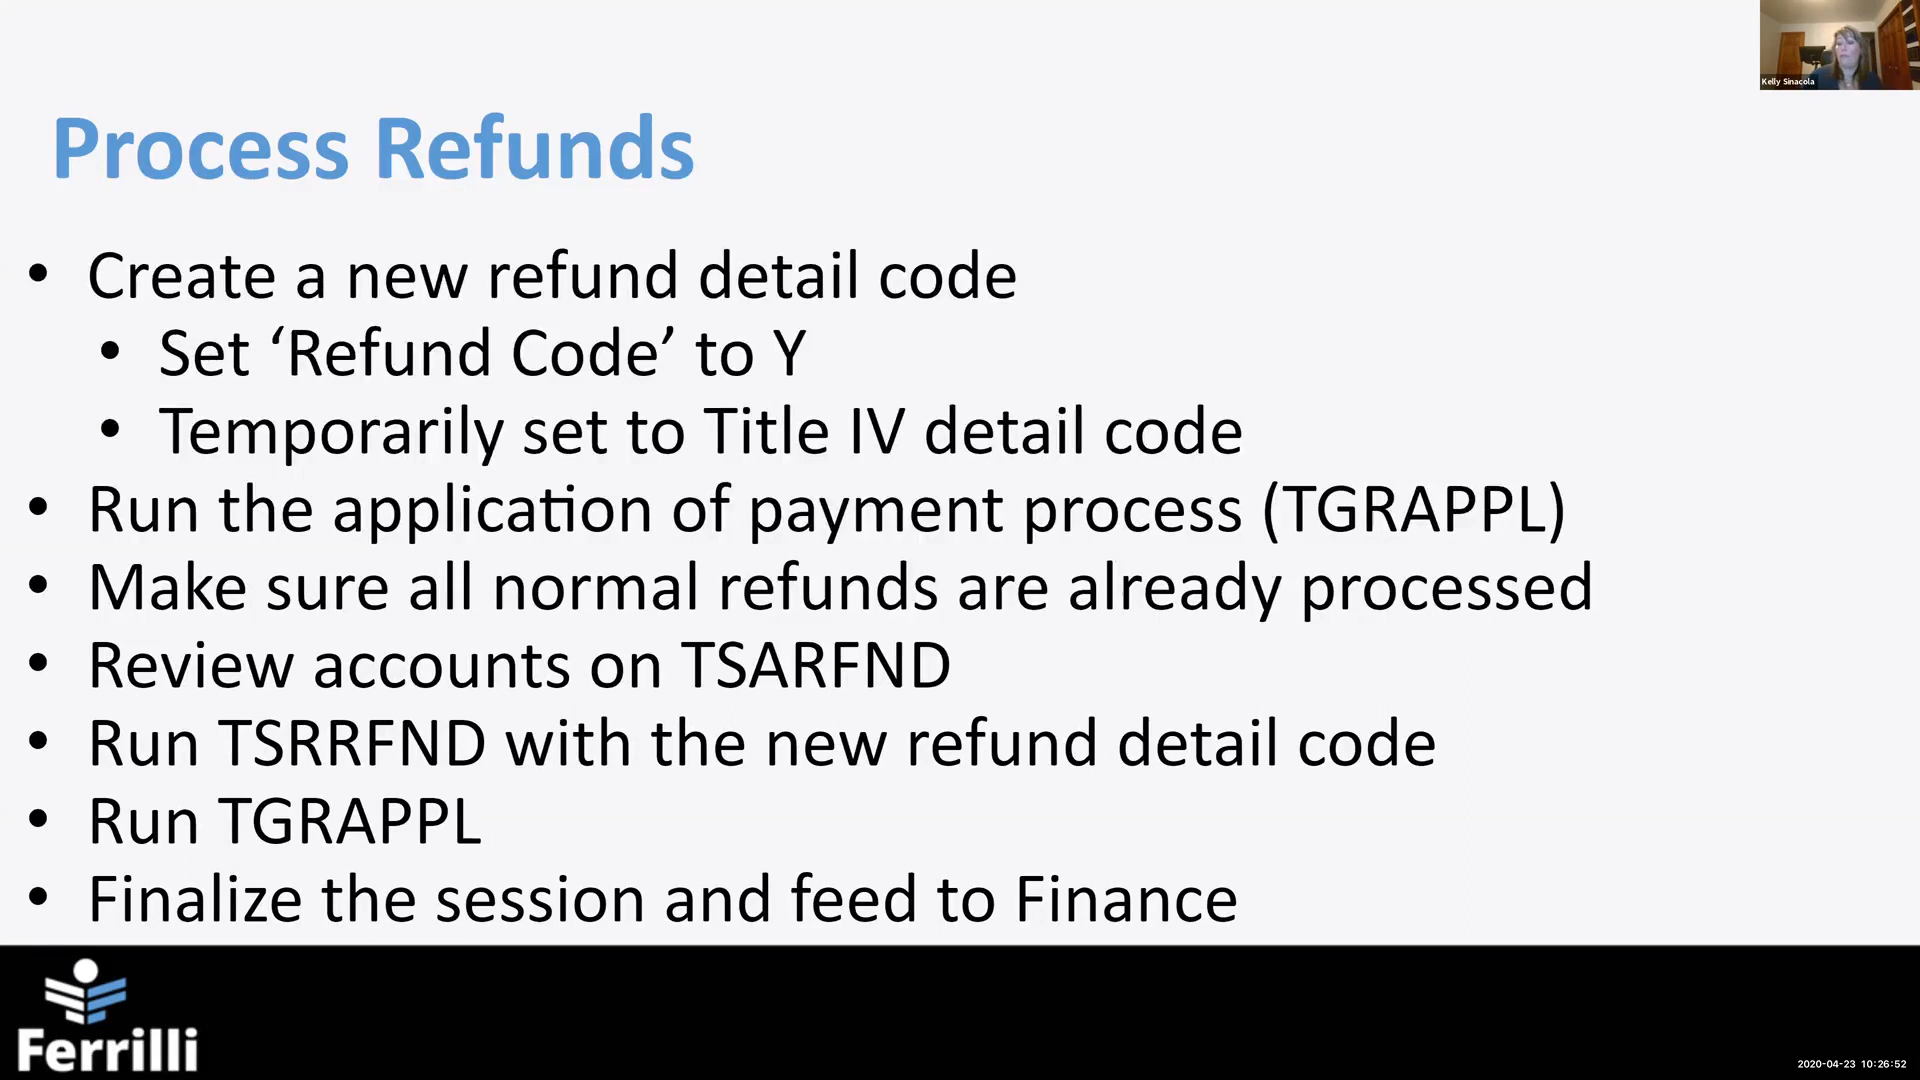 Kelly Sinacola
Process Refunds
• Create a new refund detail code
• Set ‘Refund Code’ to Y
• Temporarily set to Title IV detail code
• Run the application of payment process (TGRAPPL)
• Make sure all normal refunds are already processed
• Review accounts on TSARFND
• Run TSRRFND with the new refund detail code
• Run TGRAPPL
• Finalize the session and feed to Finance
Ferrilli
2020-04-23 10:26:52